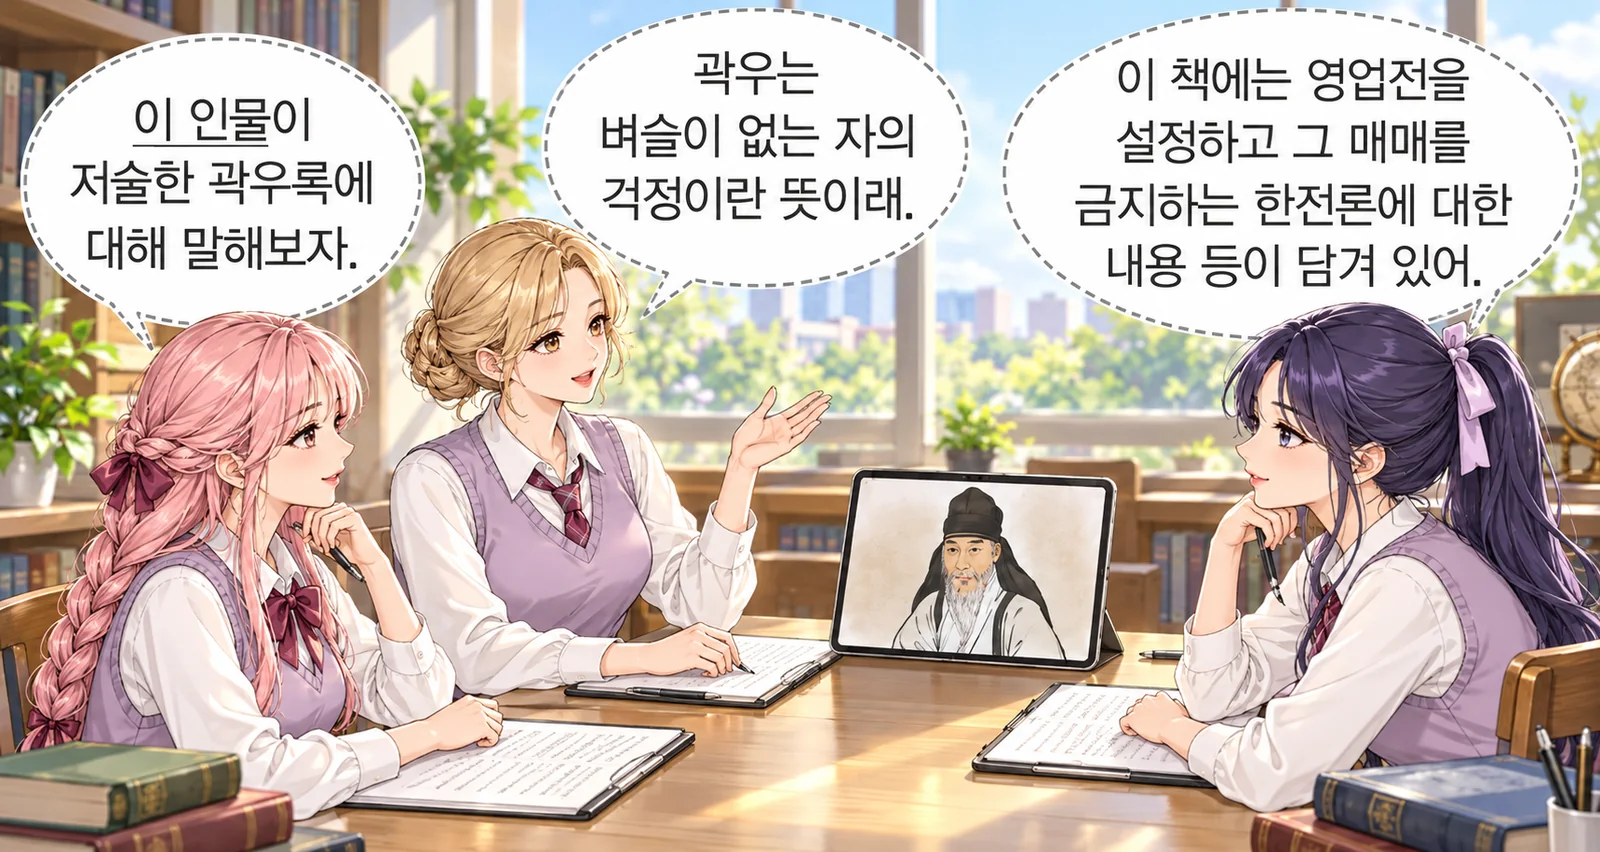 이 인물이
저술한 곽우록에
대해 말해보자.
곽우는
벼슬이 없는 자의
걱정이란 뜻이래.
이 책에는 영업전을
설정하고 그 매매를
금지하는 한전론에 대한
내용 등이 담겨 있어.